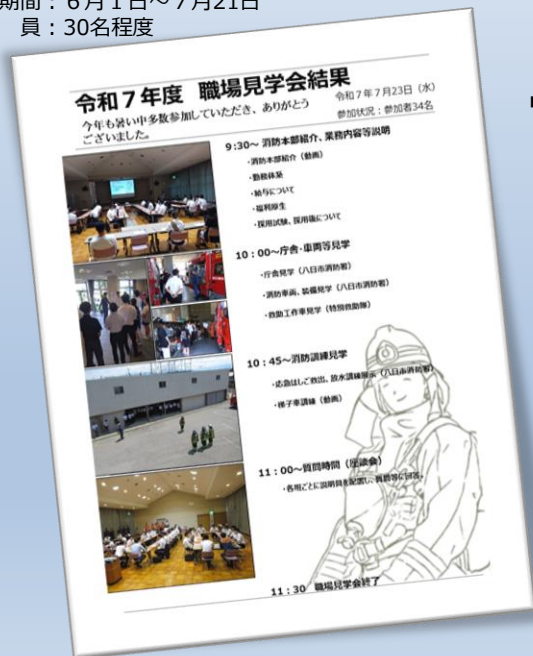 期間：６月１日～７月21日
員：30名程度
令和７年度 職場見学会結果
今年も暑い中多数参加していただき、ありがとう
ございました。
令和７年７月23日（水）
参加状況：参加者34名
9:30～ 消防本部紹介、業務内容等説明
・消防本部紹介（動画）
・勤務体系
・給与について
・福利厚生
・採用試験、採用後について
10：00～庁舎・車両等見学
・庁舎見学（八日市消防署）
・消防車両、装備見学（八日市消防署）
・救助工作車見学（特別救助隊）
10：45～消防訓練見学
・応急はしご救出、放水訓練展示（八日市消防署）
・梯子車訓練（動画）
11：00～質問時間（座談会）
・各班ごとに説明員を配置し、質問等に回答。
11：30 職場見学会終了